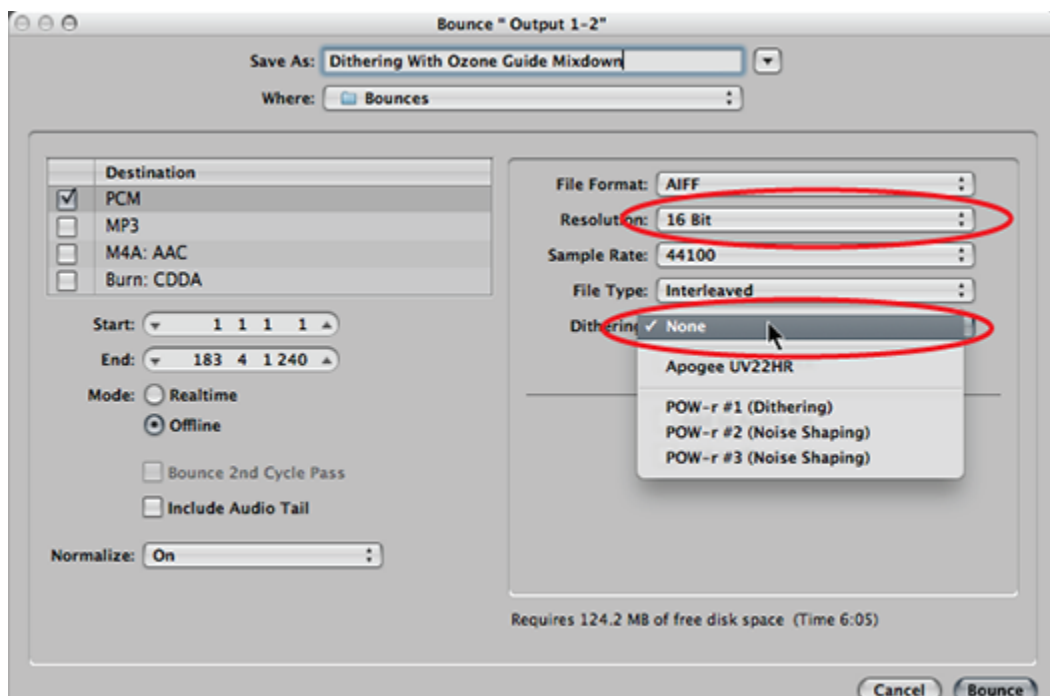 Bounce " Output 1-2"
Save As: Dithering With Ozone Guide Mixdown
Where: Bounces
Destination
PCM
MP3
M4A: AAC
Burn: CDDA
Start: 1 1 1 1
End: 183 4 1 240
Mode: Realtime
Offline
Bounce 2nd Cycle Pass
Include Audio Tail
Normalize: On
File Format: AIFF
Resolution: 16 Bit
Sample Rate: 44100
File Type: Interleaved
Dithering ✓ None
Apogee UV22HR
POW-r #1 (Dithering)
POW-r #2 (Noise Shaping)
POW-r #3 (Noise Shaping)
Requires 124.2 MB of free disk space (Time 6:05)
Cancel Bounce